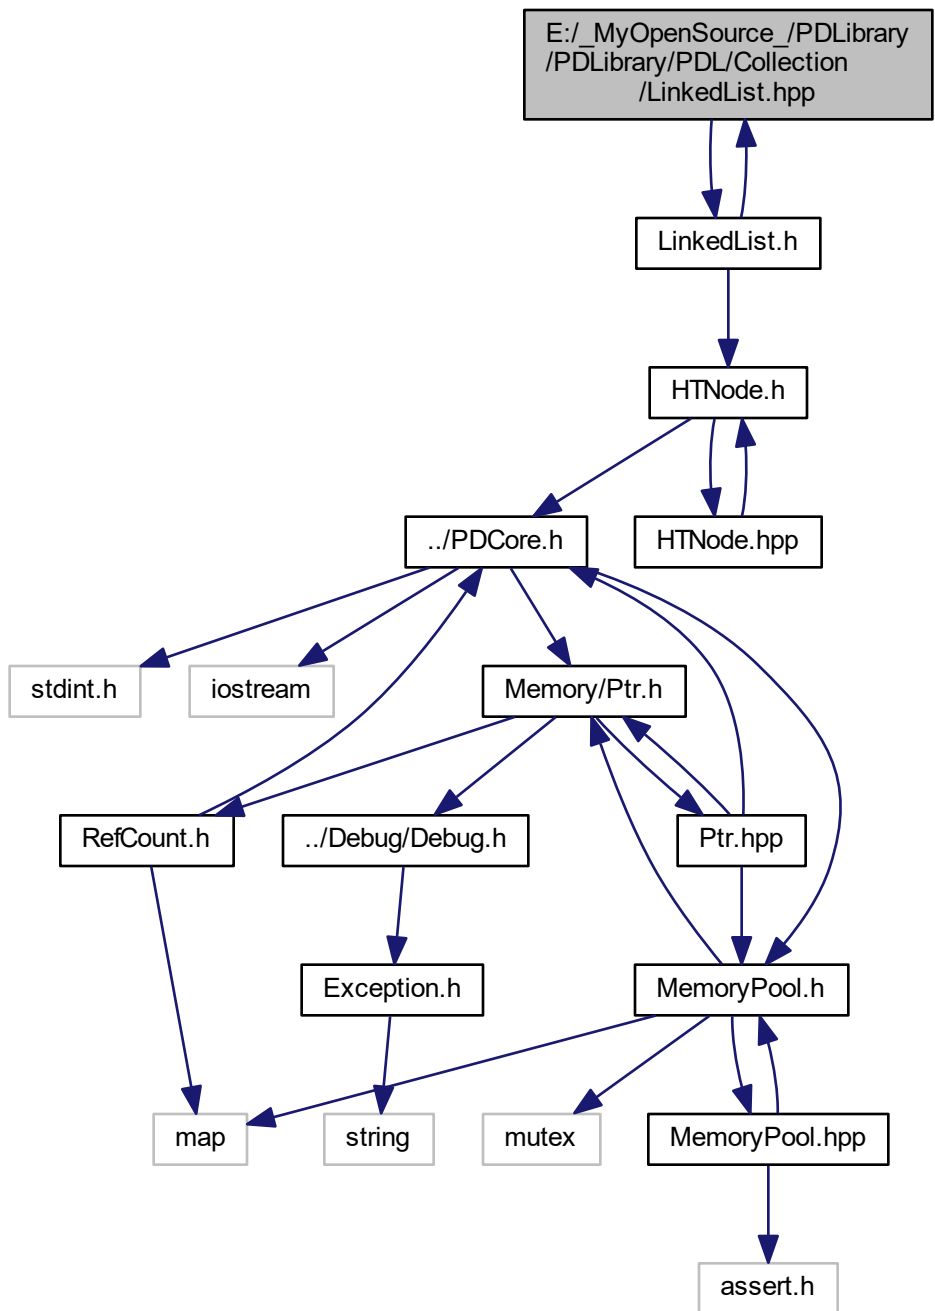 E:/_MyOpenSource_/PDLibrary
/PDLibrary/PDL/Collection
/LinkedList.hpp
LinkedList.h
HTNode.h
../PDCore.h
HTNode.hpp
stdint.h
iostream
Memory/Ptr.h
RefCount.h
../Debug/Debug.h
Ptr.hpp
Exception.h
MemoryPool.h
map
string
mutex
MemoryPool.hpp
assert.h